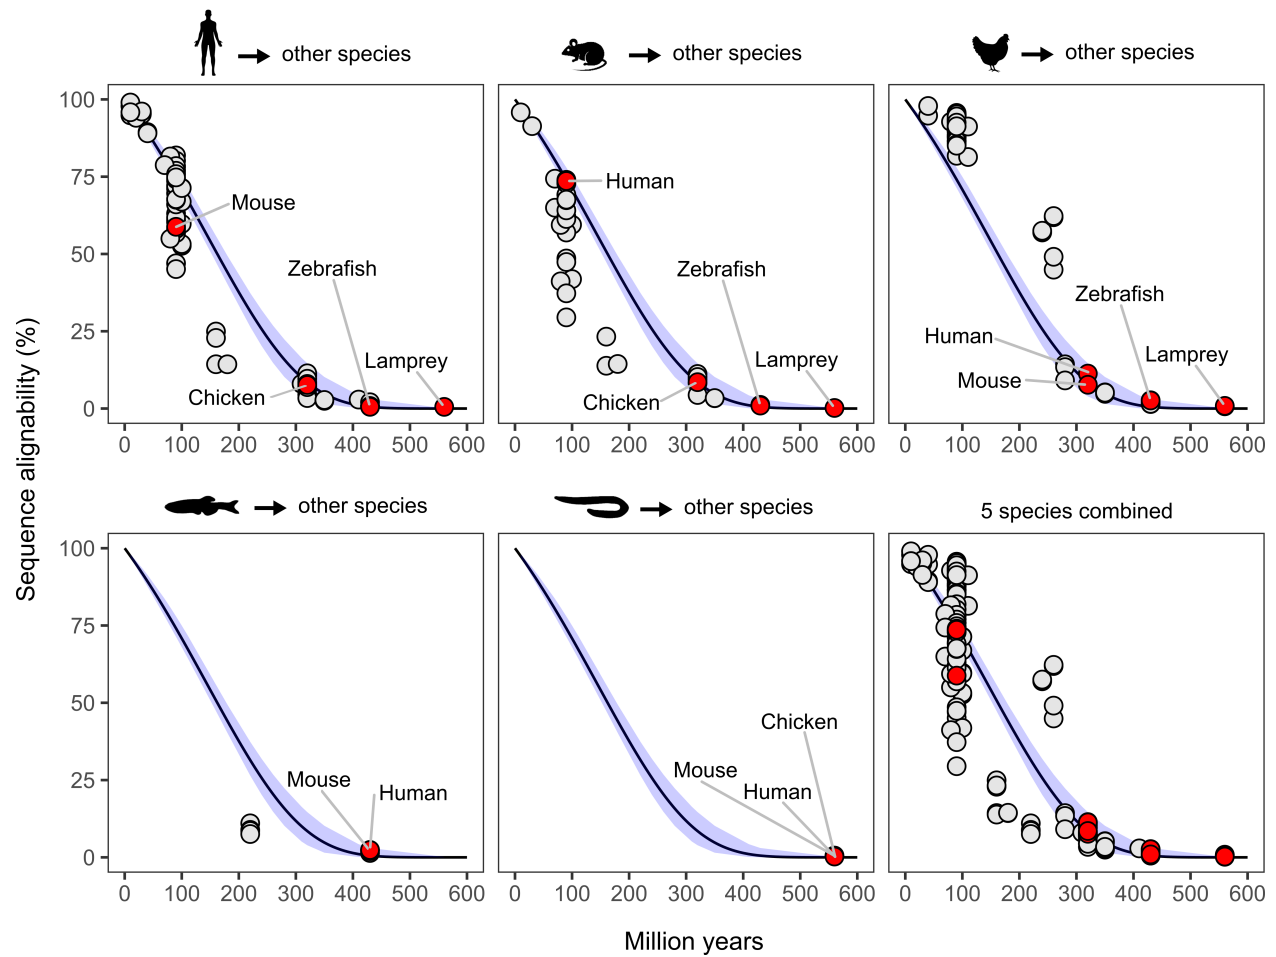 other species
other species
other species
Sequence alignability (%)
100
75
50
25
0
Mouse
Zebrafish
Lamprey
Chicken
0 100 200 300 400 500 600
Human
Zebrafish
Lamprey
Chicken
0 100 200 300 400 500 600
Zebrafish
Human
Lamprey
Mouse
0 100 200 300 400 500 600
other species
other species
5 species combined
100
75
50
25
0
Mouse
Human
0 100 200 300 400 500 600
Chicken
Mouse
Human
0 100 200 300 400 500 600
0 100 200 300 400 500 600
Million years